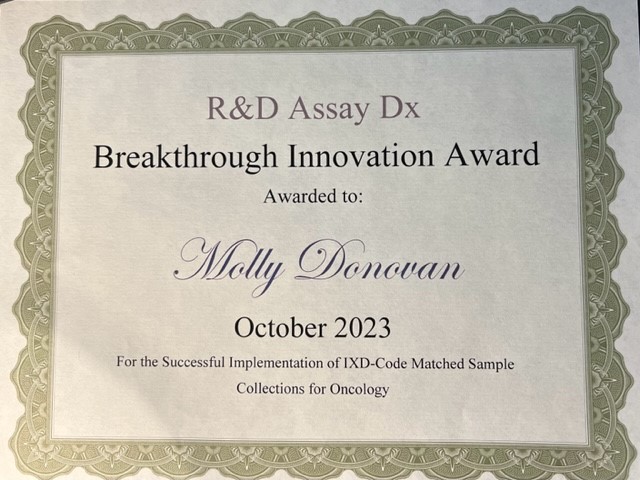 R&D Assay Dx
Breakthrough Innovation Award
Awarded to:
Molly Donovan
October 2023
For the Successful Implementation of IXD-Code Matched Sample
Collections for Oncology